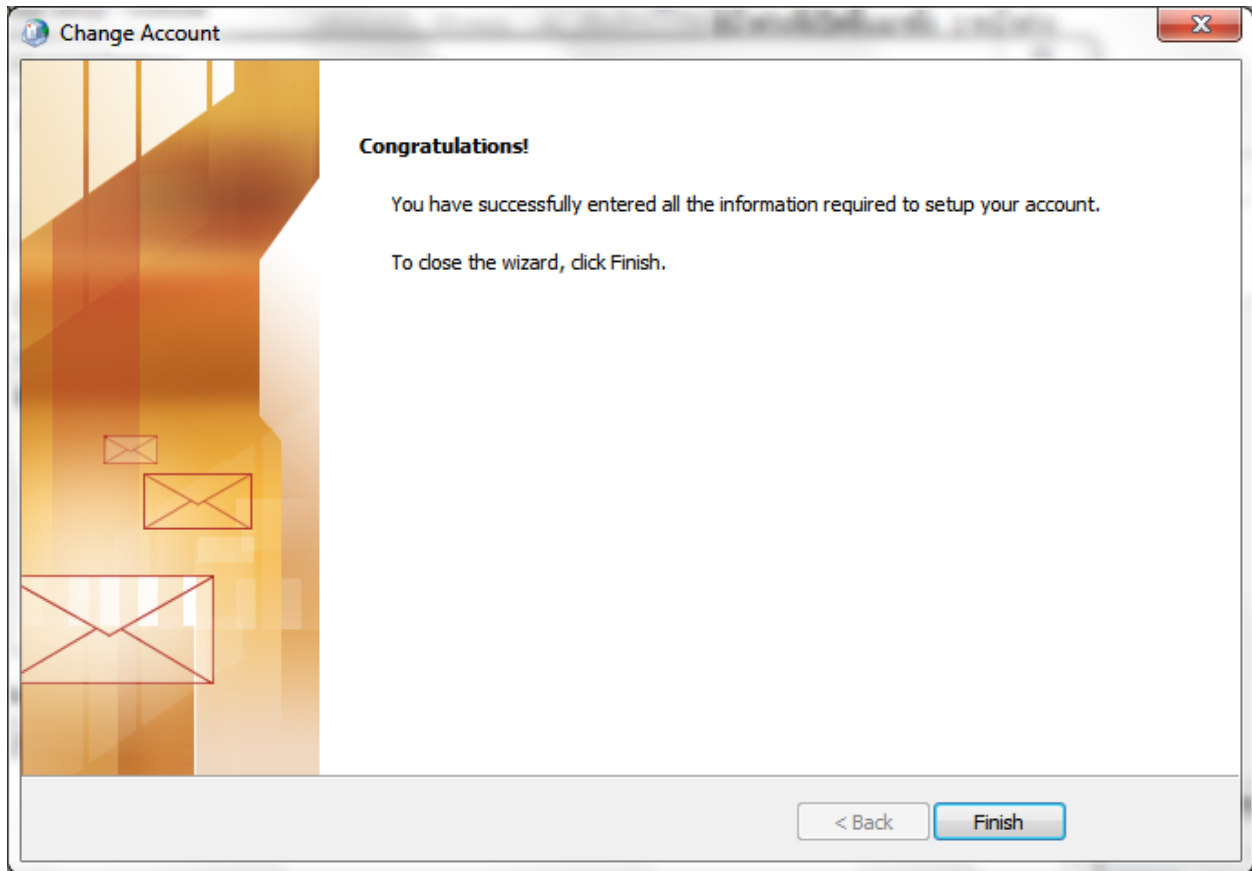 Change Account
Congratulations!
You have successfully entered all the information required to setup your account.
To close the wizard, click Finish.
< Back
Finish